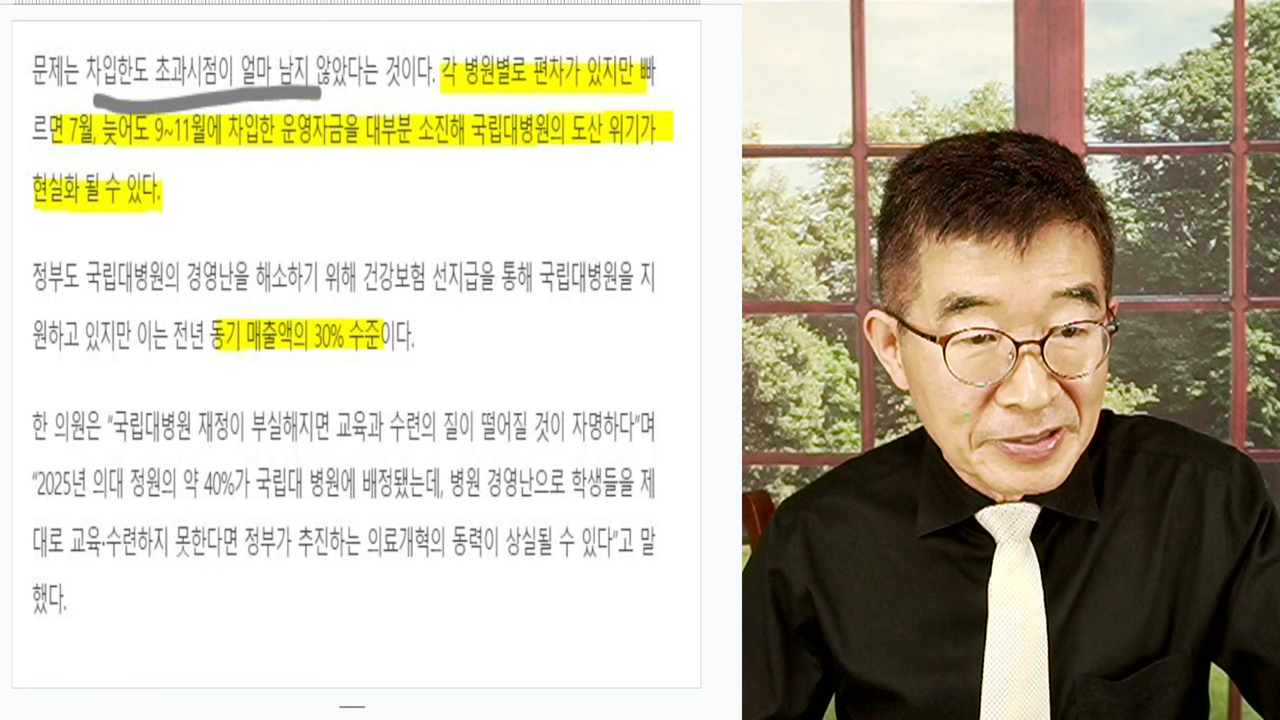 문제는 차입한도 초과시점이 얼마 남지 않았다는 것이다. 각 병원별로 편차가 있지만 빠
르면 7월, 늦어도 9~11월에 차입한 운영자금을 대부분 소진해 국립대병원의 도산 위기가
현실화 될 수 있다.
정부도 국립대병원의 경영난을 해소하기 위해 건강보험 선지급을 통해 국립대병원을 지
원하고 있지만 이는 전년 동기 매출액의 30% 수준이다.
한 의원은 “국립대병원 재정이 부실해지면 교육과 수련의 질이 떨어질 것이 자명하다”며
“2025년 의대 정원의 약 40%가 국립대 병원에 배정됐는데, 병원 경영난으로 학생들을 제
대로 교육·수련하지 못한다면 정부가 추진하는 의료개혁의 동력이 상실될 수 있다”고 말
했다.